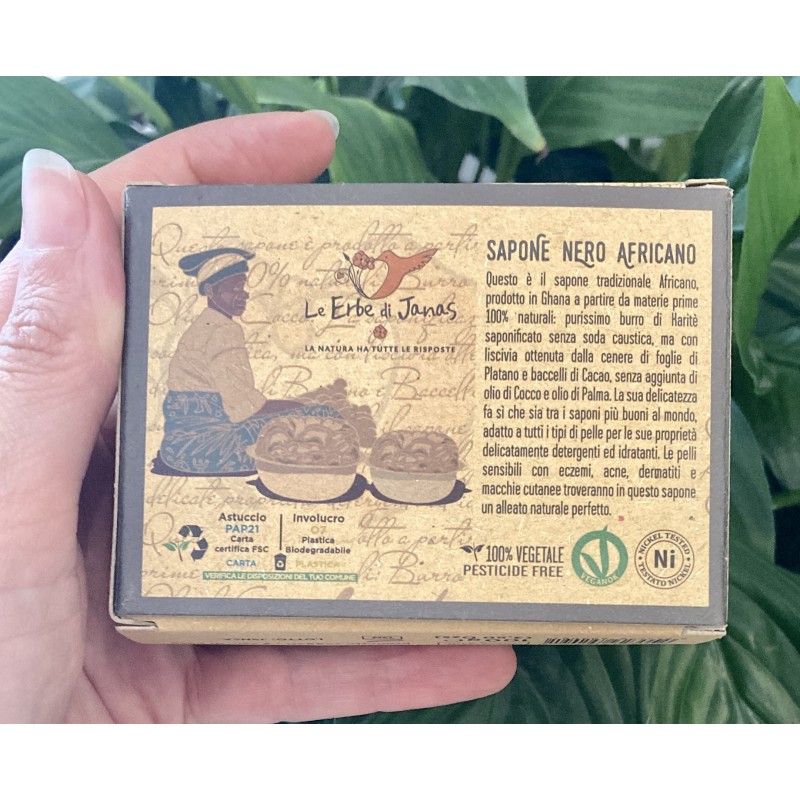 Le Erbe di Janas
LA NATURA HA TUTTE LE RISPOSTE
SAPONE NERO AFRICANO
Questo è il sapone tradizionale Africano,
prodotto in Ghana a partire da materie prime
100% naturali: purissimo burro di Haritè
saponificato senza soda caustica, ma con
liscivia ottenuta dalla cenere di foglie di
Platano e baccelli di Cacao, senza aggiunta di
olio di Cocco e olio di Palma. La sua delicatezza
fa sì che sia tra i saponi più buoni al mondo,
adatto a tutti i tipi di pelle per le sue proprietà
delicatamente detergenti ed idratanti. Le pelli
sensibili con eczemi, acne, dermatiti e
macchie cutanee troveranno in questo sapone
un alleato naturale perfetto.
Astuccio
PAP21
Carta
certifica FSC
CARTA
Involucro
07
Plastica
Biodegradabile
PLASTICA
VERIFICA LE DISPOSIZIONI DEL TUO COMUNE
100% VEGETALE
PESTICIDE FREE
VEGANOK
NICKEL TESTED
Ni
TESTATO NICKEL